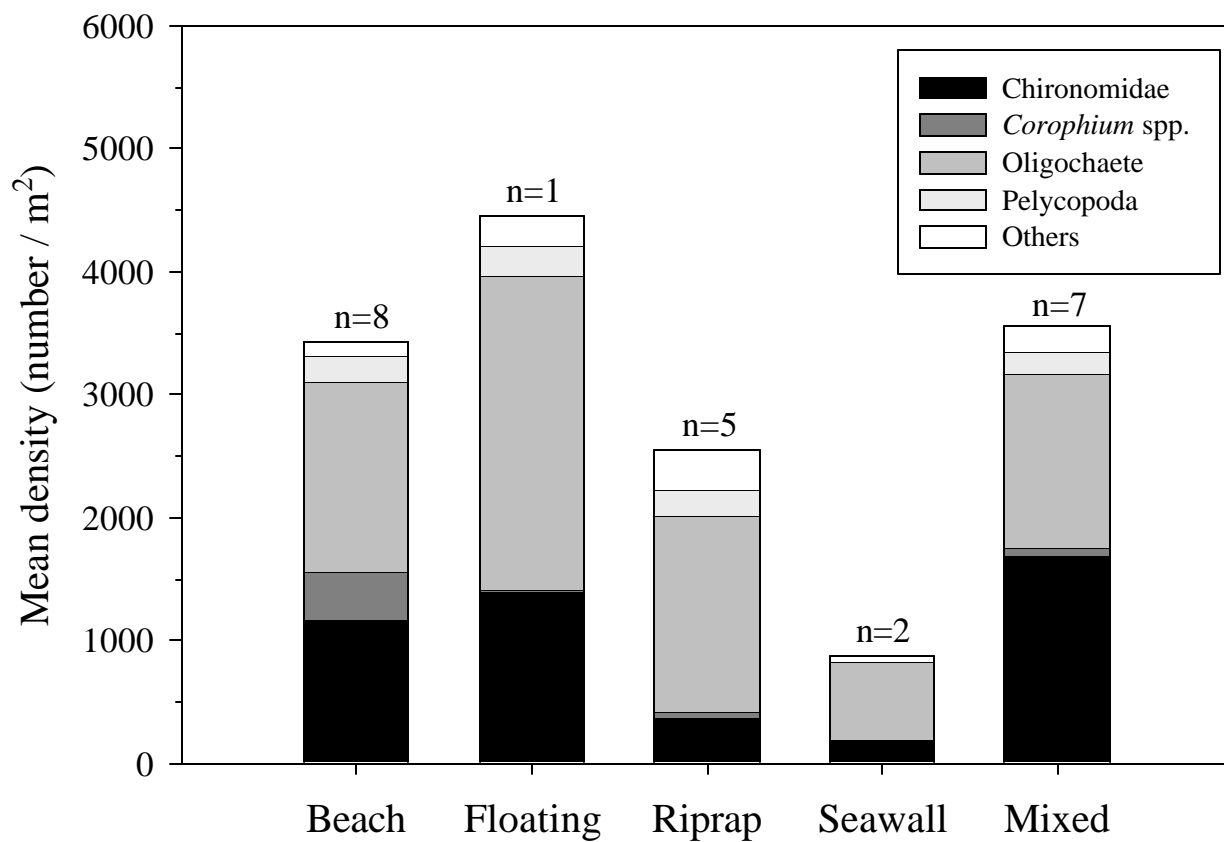 Mean density (number / m²)
6000
5000
4000
3000
2000
1000
0
n=8
n=1
n=5
n=2
n=7
Chironomidae
Corophium spp.
Oligochaete
Pelycopoda
Others
Beach
Floating
Riprap
Seawall
Mixed